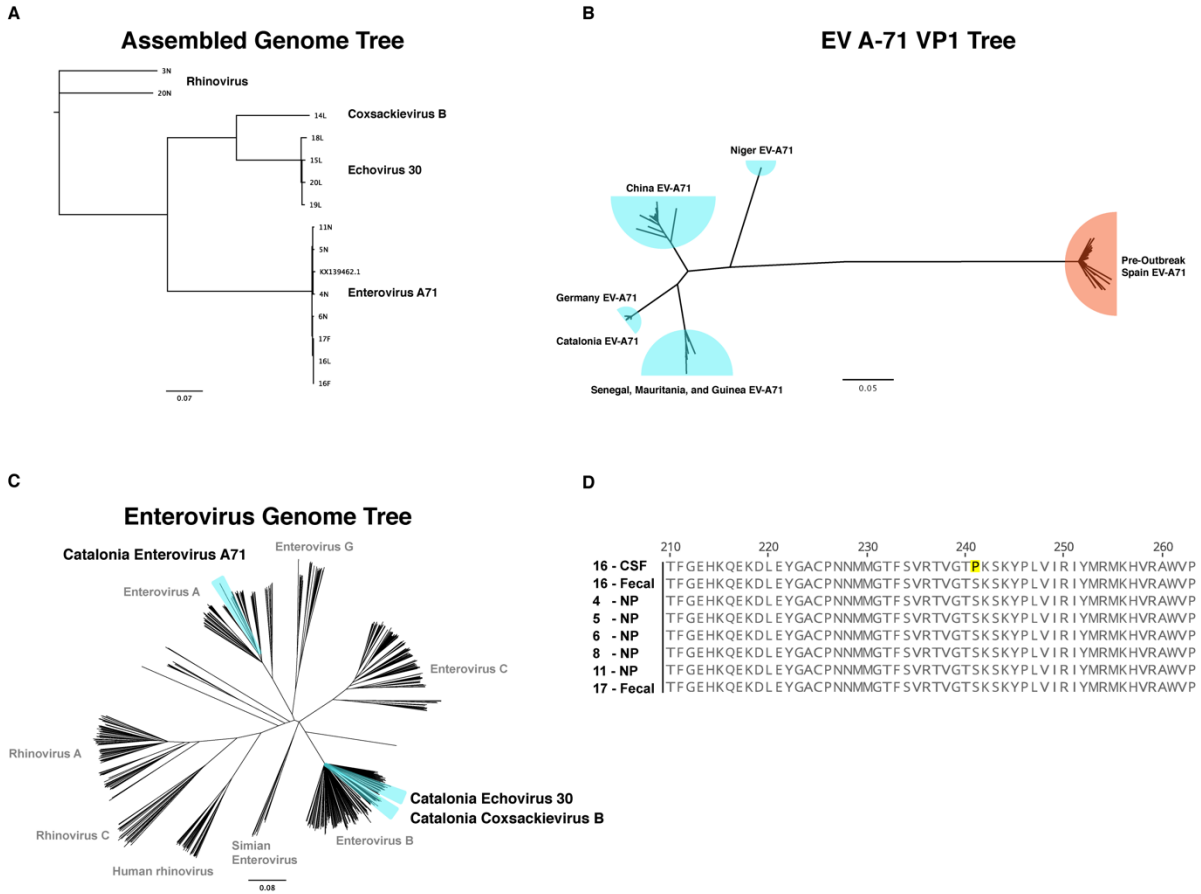 A
Assembled Genome Tree
3N
Rhinovirus
20N
14L
Coxsackievirus B
18L
15L
Echovirus 30
20L
19L
11N
5N
KX139462.1
4N
Enterovirus A71
6N
17F
16L
16F
0.07
B
EV A-71 VP1 Tree
Niger EV-A71
China EV-A71
Pre-Outbreak
Spain EV-A71
Germany EV-A71
Catalonia EV-A71
Senegal, Mauritania, and Guinea EV-A71
0.05
C
Enterovirus Genome Tree
Catalonia Enterovirus A71
Enterovirus G
Enterovirus A
Enterovirus C
Rhinovirus A
Catalonia Echovirus 30
Catalonia Coxsackievirus B
Rhinovirus C
Enterovirus B
Simian
Enterovirus
Human rhinovirus
0.08
D
210 220 230 240 250 260
16 - CSF TFGEHKQEKDLEYGACPNNMMGTFSVRTVGTPKSKYPLVIRIYMRMKHVRAWVP
16 - Fecal TFGEHKQEKDLEYGACPNNMMGTFSVRTVGTSKSKYPLVIRIYMRMKHVRAWVP
4 - NP TFGEHKQEKDLEYGACPNNMMGTFSVRTVGTSKSKYPLVIRIYMRMKHVRAWVP
5 - NP TFGEHKQEKDLEYGACPNNMMGTFSVRTVGTSKSKYPLVIRIYMRMKHVRAWVP
6 - NP TFGEHKQEKDLEYGACPNNMMGTFSVRTVGTSKSKYPLVIRIYMRMKHVRAWVP
8 - NP TFGEHKQEKDLEYGACPNNMMGTFSVRTVGTSKSKYPLVIRIYMRMKHVRAWVP
11 - NP TFGEHKQEKDLEYGACPNNMMGTFSVRTVGTSKSKYPLVIRIYMRMKHVRAWVP
17 - Fecal TFGEHKQEKDLEYGACPNNMMGTFSVRTVGTSKSKYPLVIRIYMRMKHVRAWVP